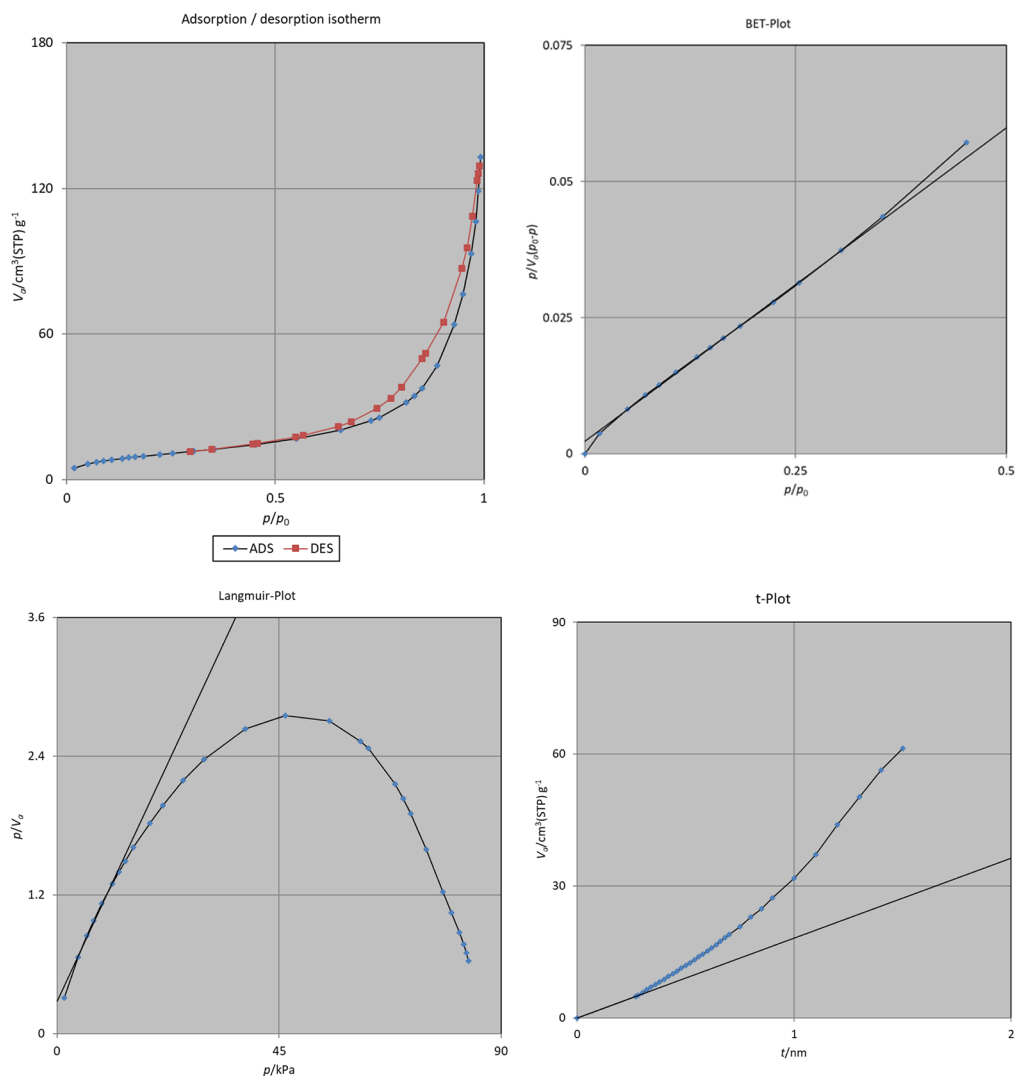 Adsorption / desorption isotherm
180
120
60
0
Vₐ/cm³(STP) g⁻¹
0
0.5
1
p/p₀
ADS
DES
BET-Plot
0.075
0.05
0.025
0
p/Vₐ(p₀-p)
0
0.25
0.5
p/p₀
Langmuir-Plot
3.6
2.4
1.2
0
p/Vₐ
0
45
90
p/kPa
t-Plot
90
60
30
0
Vₐ/cm³(STP) g⁻¹
0
1
2
t/nm